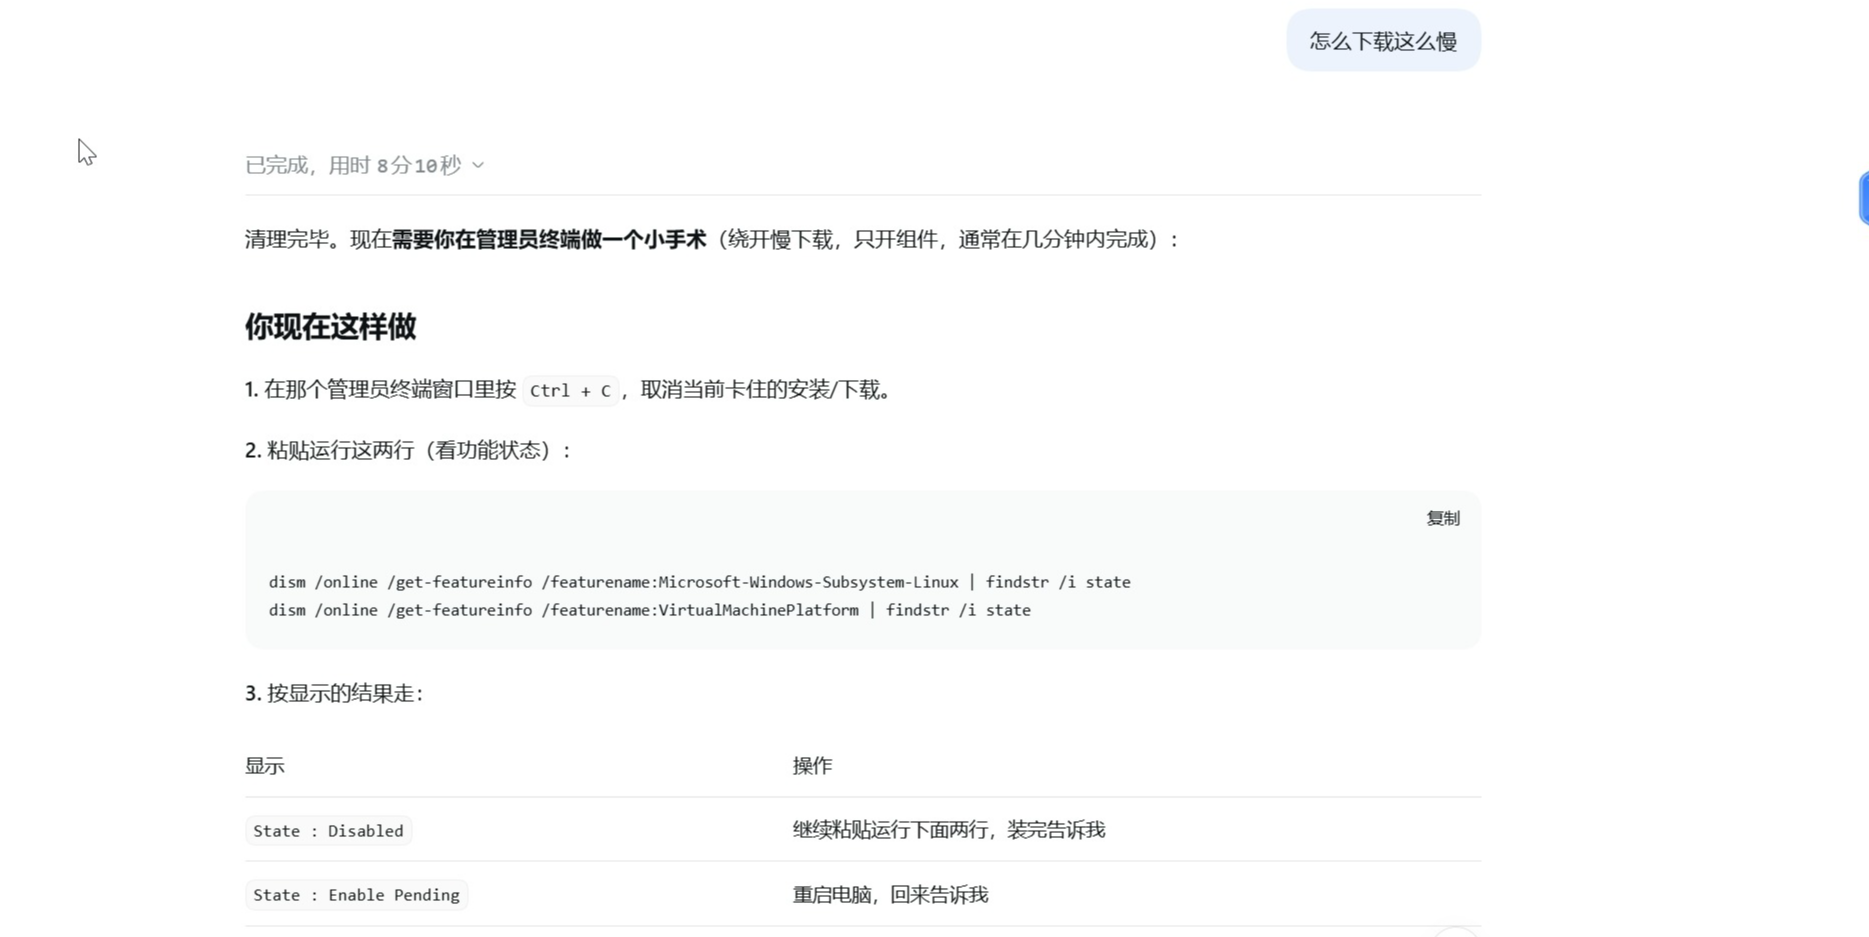 怎么下载这么慢
已完成，用时 8分10秒
清理完毕。现在需要你在管理员终端做一个小手术（绕开慢下载，只开组件，通常在几分钟内完成）：
你现在这样做
1. 在那个管理员终端窗口里按 Ctrl + C，取消当前卡住的安装/下载。
2. 粘贴运行这两行（看功能状态）：
复制
dism /online /get-featureinfo /featurename:Microsoft-Windows-Subsystem-Linux | findstr /i state
dism /online /get-featureinfo /featurename:VirtualMachinePlatform | findstr /i state
3. 按显示的结果走：
显示 操作
State : Disabled 继续粘贴运行下面两行，装完告诉我
State : Enable Pending 重启电脑，回来告诉我